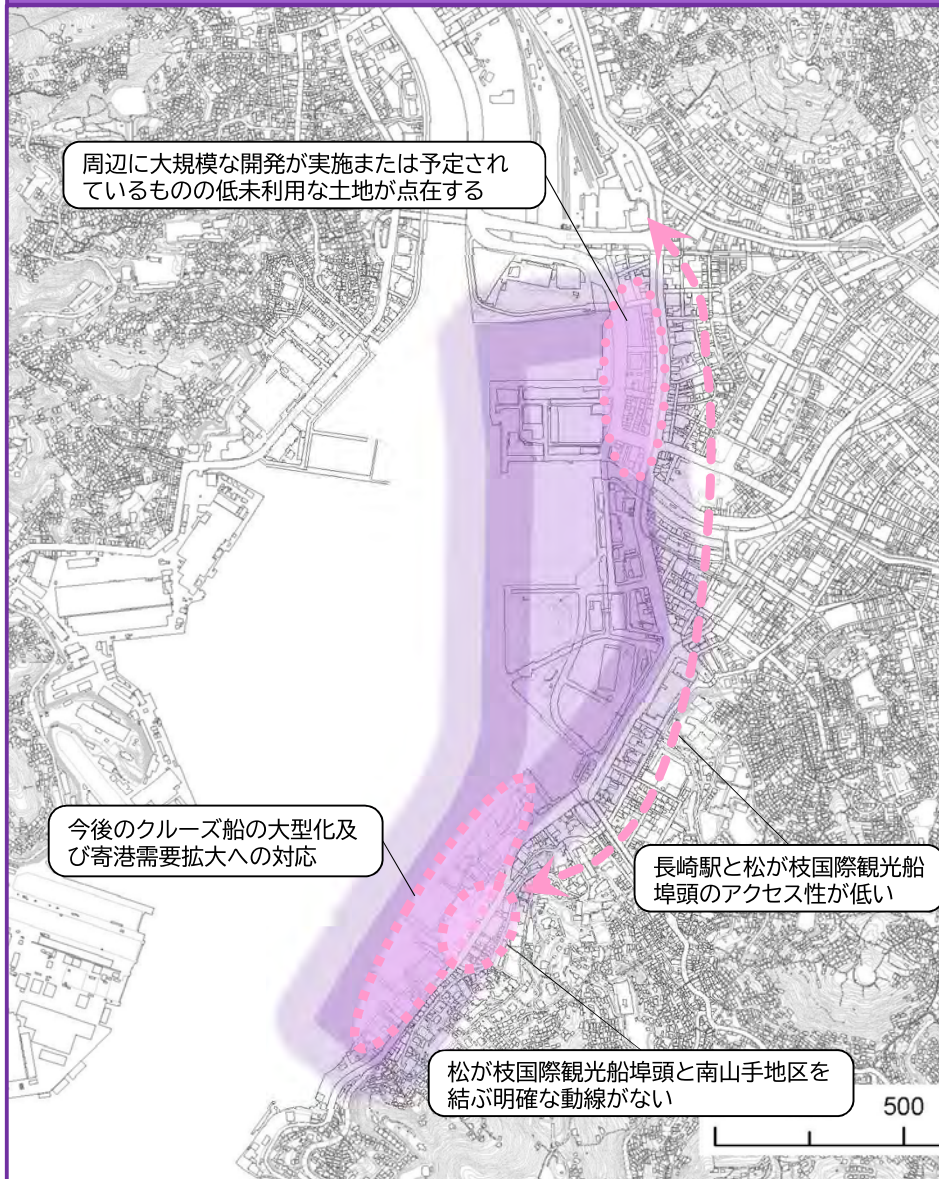 周辺に大規模な開発が実施または予定され
ているものの低未利用な土地が点在する
今後のクルーズ船の大型化及
び寄港需要拡大への対応
長崎駅と松が枝国際観光船
埠頭のアクセス性が低い
松が枝国際観光船埠頭と南山手地区を
結ぶ明確な動線がない
500